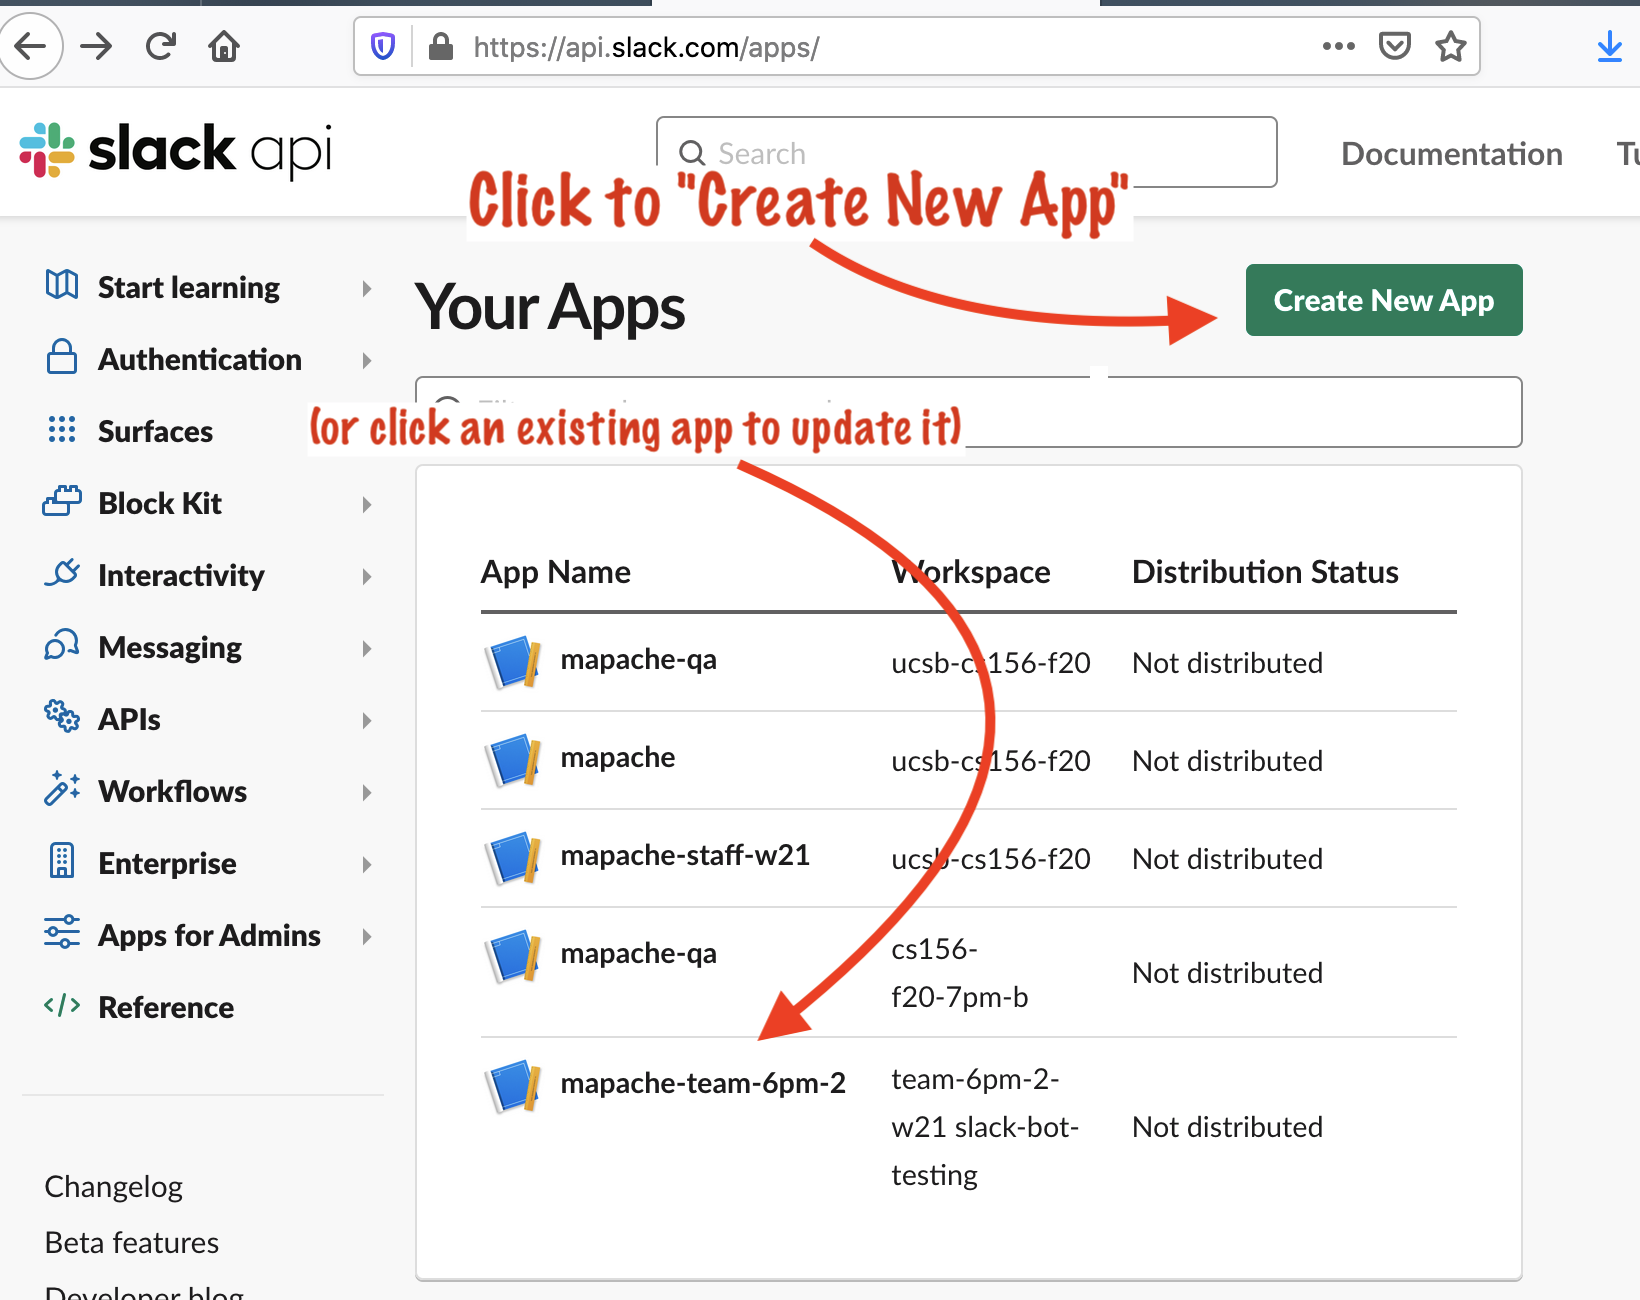 https://api.slack.com/apps/
slack api
Search
Documentation
Click to "Create New App"
Start learning
Your Apps
Create New App
Authentication
Surfaces
(or click an existing app to update it)
Block Kit
Interactivity
Messaging
APIs
Workflows
Enterprise
Apps for Admins
Reference
App Name Workspace Distribution Status
mapache-qa ucsb-cs156-f20 Not distributed
mapache ucsb-cs156-f20 Not distributed
mapache-staff-w21 ucsb-cs156-f20 Not distributed
mapache-qa cs156-
f20-7pm-b Not distributed
mapache-team-6pm-2 team-6pm-2-
w21 slack-bot- Not distributed
testing
Changelog
Beta features
Developer blog